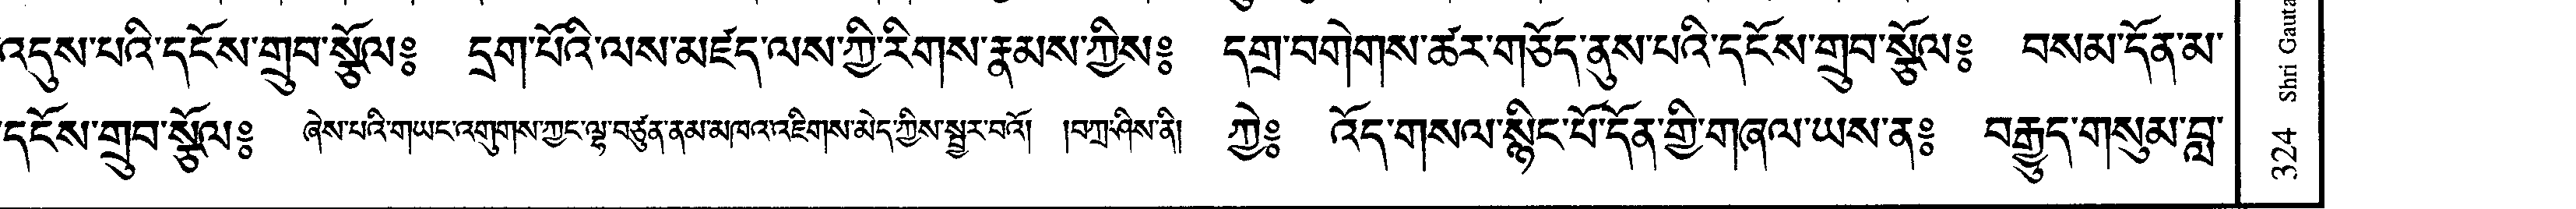 འདུས་པའི་དངོས་གྲུབ་སྩོལ༔ དྲག་པོའི་ལས་མཛད་ལས་ཀྱི་རིགས་རྣམས་ཀྱིས༔ དགྲ་བགེགས་ཚར་གཅོད་ནུས་པའི་དངོས་གྲུབ་སྩོལ༔ བསམ་དོན་མ་
དངོས་གྲུབ་སྩོལ༔ ཞེས་པའི་གཡང་འགུགས་ཀྱང་ལྷ་བཙུན་ནམ་མཁའ་འཇིགས་མེད་ཀྱིས་སྦྱར་བའོ། །བཀྲ་ཤིས་ནི། ཀྱེ༔ འོད་གསལ་སྙིང་པོ་དོན་གྱི་གཞལ་ཡས་ན༔ བརྒྱུད་གསུམ་བླ་
324 Shri Gauta